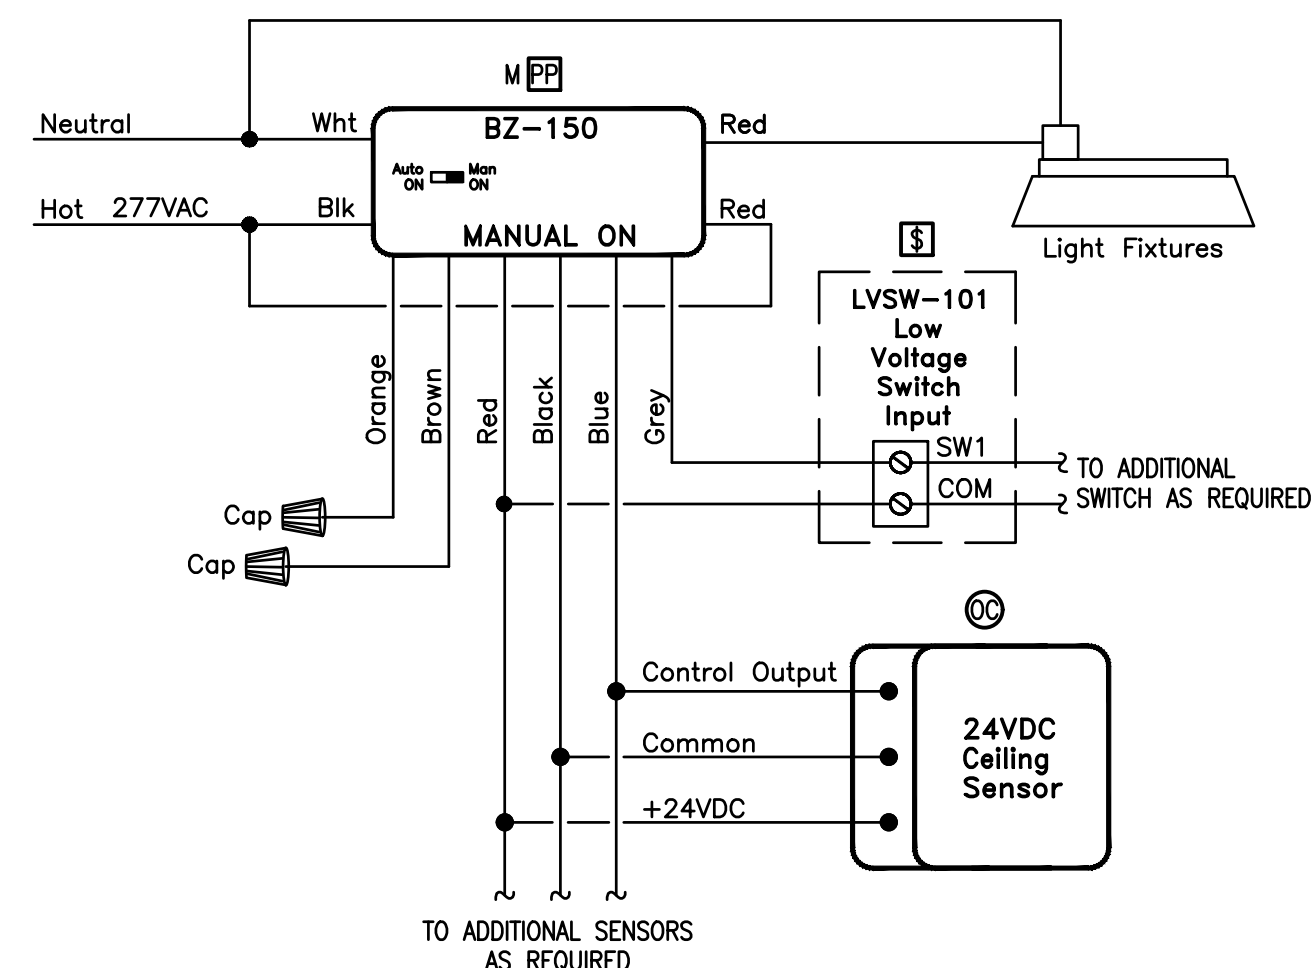 M PP
Neutral
Wht
BZ-150
Red
Auto
ON
Man
ON
Hot 277VAC
Blk
MANUAL ON
Red
$
Light Fixtures
LVSW-101
Low
Voltage
Switch
Input
Orange
Brown
Red
Black
Blue
Grey
SW1
COM
TO ADDITIONAL
SWITCH AS REQUIRED
Cap
Cap
OC
Control Output
Common
+24VDC
24VDC
Ceiling
Sensor
TO ADDITIONAL SENSORS
AS REQUIRED